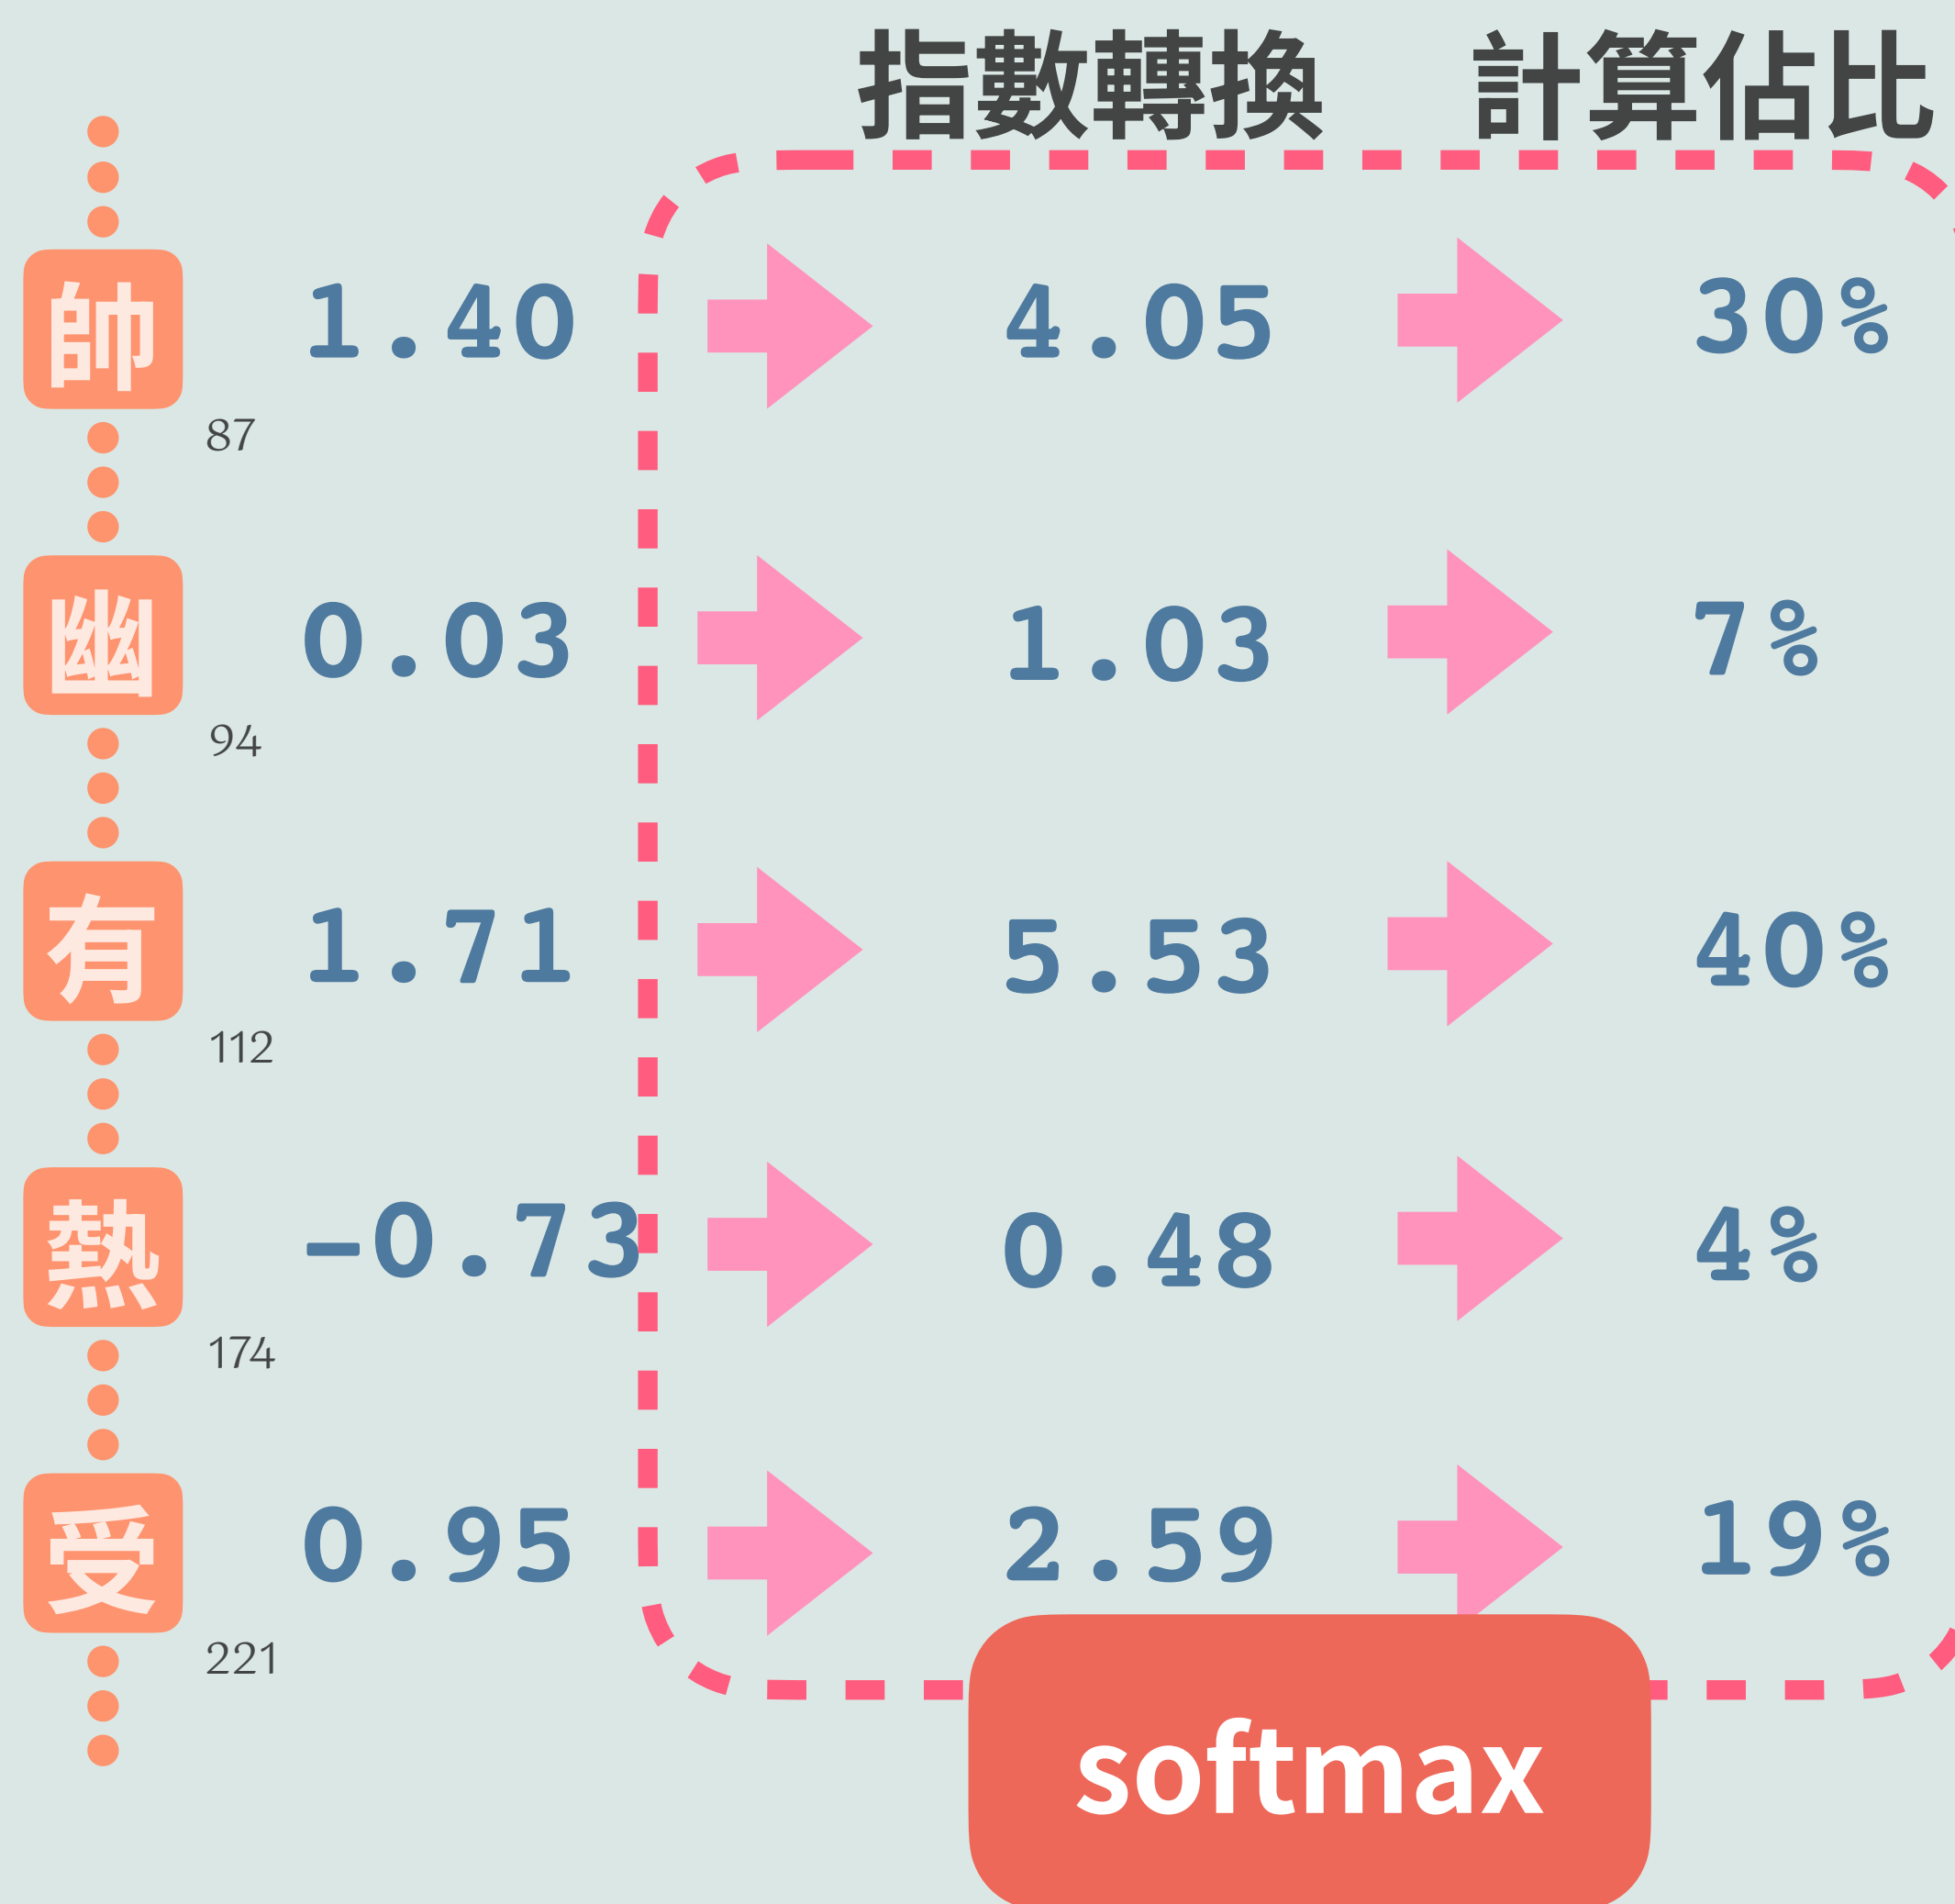 指數轉換 計算佔比
帥 1.40 4.05 30%
87
幽 0.03 1.03 7%
94
有 1.71 5.53 40%
112
熱 -0.73 0.48 4%
174
受 0.95 2.59 19%
221
softmax